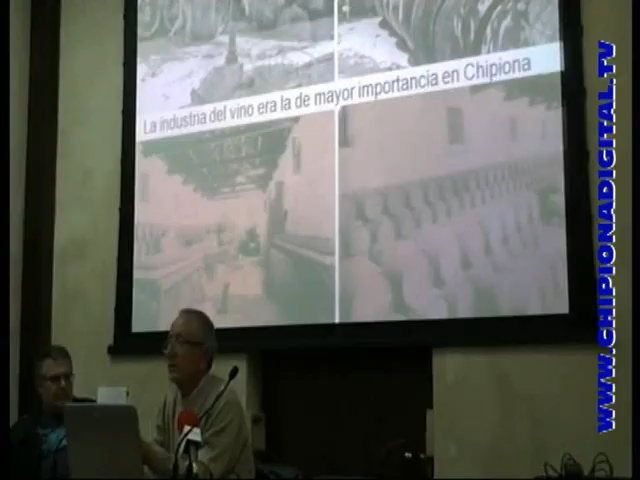 La industria del vino era la de mayor importancia en Chipiona
WWW.CHIPIONADIGITAL.TV